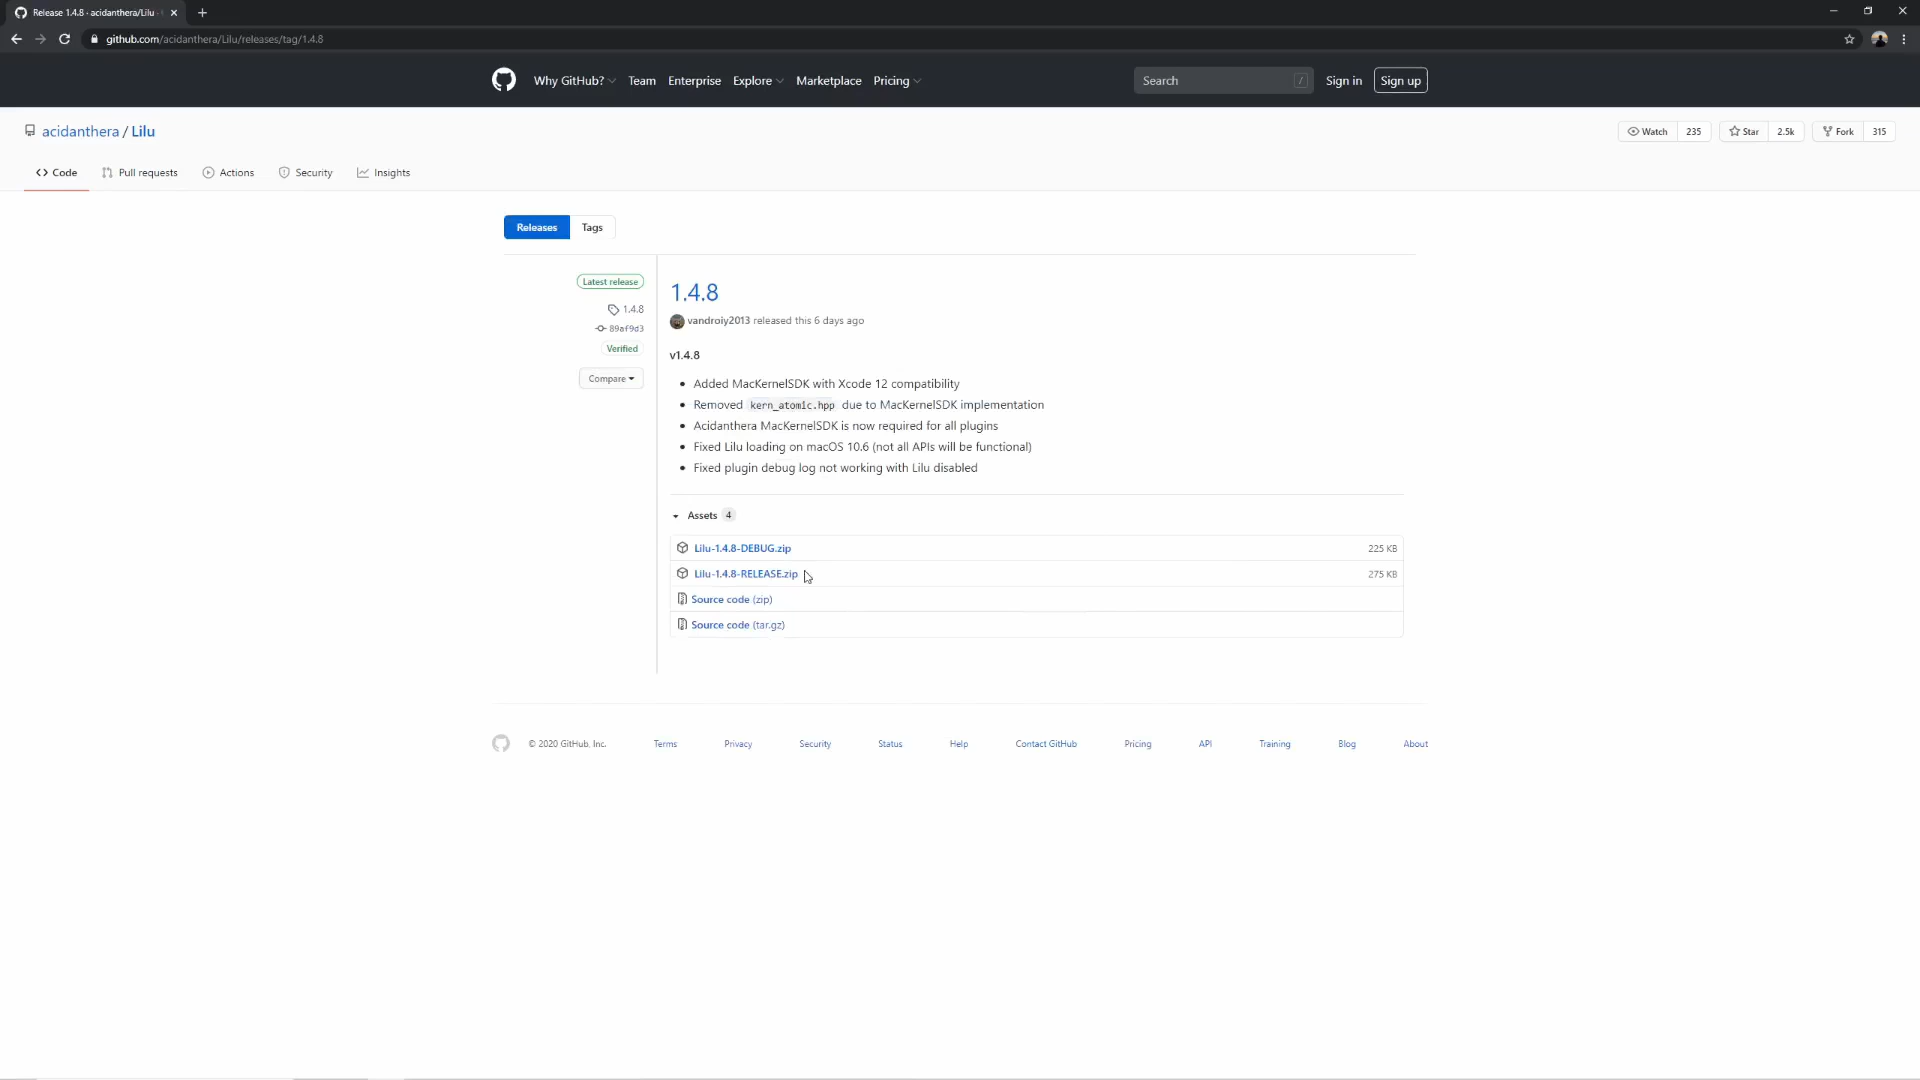 Release 1.4.8 · acidanthera/Lilu ·
github.com/acidanthera/Lilu/releases/tag/1.4.8
Why GitHub? Team Enterprise Explore Marketplace Pricing Search / Sign in Sign up
acidanthera / Lilu
Watch 235 Star 2.5k Fork 315
Code Pull requests Actions Security Insights
Releases Tags
Latest release
1.4.8
89af9d3
Verified
Compare
1.4.8
vandroiy2013 released this 6 days ago
v1.4.8
Added MacKernelSDK with Xcode 12 compatibility
Removed kern_atomic.hpp due to MacKernelSDK implementation
Acidanthera MacKernelSDK is now required for all plugins
Fixed Lilu loading on macOS 10.6 (not all APIs will be functional)
Fixed plugin debug log not working with Lilu disabled
Assets 4
Lilu-1.4.8-DEBUG.zip 225 KB
Lilu-1.4.8-RELEASE.zip 275 KB
Source code (zip)
Source code (tar.gz)
© 2020 GitHub, Inc. Terms Privacy Security Status Help Contact GitHub Pricing API Training Blog About